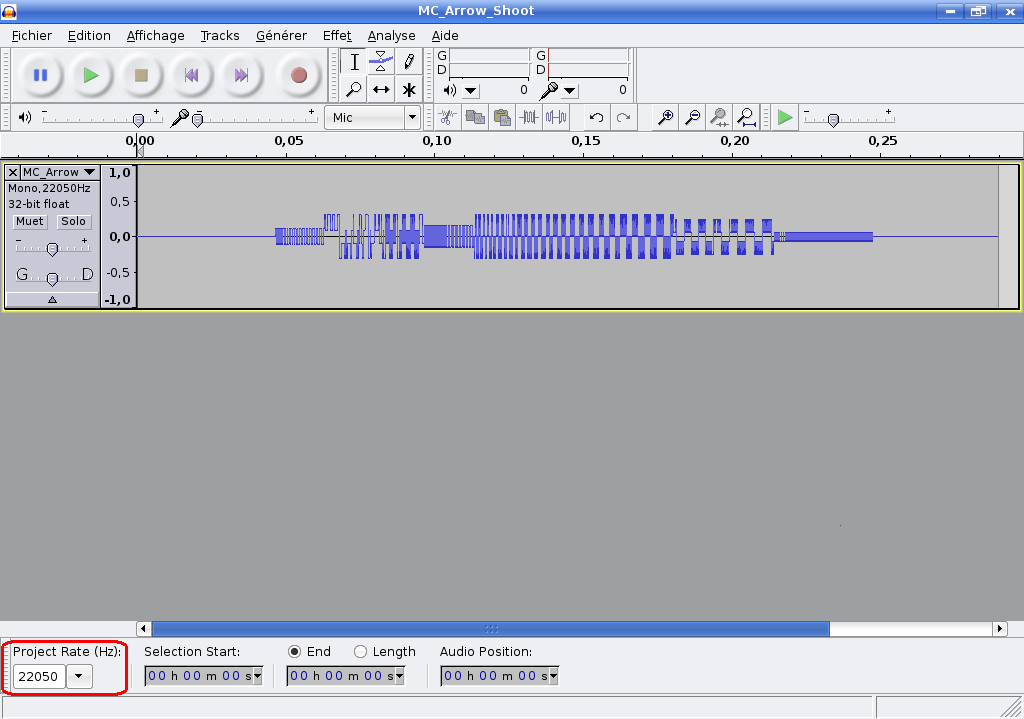 MC_Arrow_Shoot
Fichier Edition Affichage Tracks Générer Effet Analyse Aide
G G
D D
0 0
- + - + Mic - +
0,00 0,05 0,10 0,15 0,20 0,25
MC_Arrow 1,0
Mono,22050Hz
32-bit float 0,5
Muet Solo
- + 0,0
G D -0,5
-1,0
Project Rate (Hz): Selection Start: End Length Audio Position:
22050 00 h 00 m 00 s 00 h 00 m 00 s 00 h 00 m 00 s